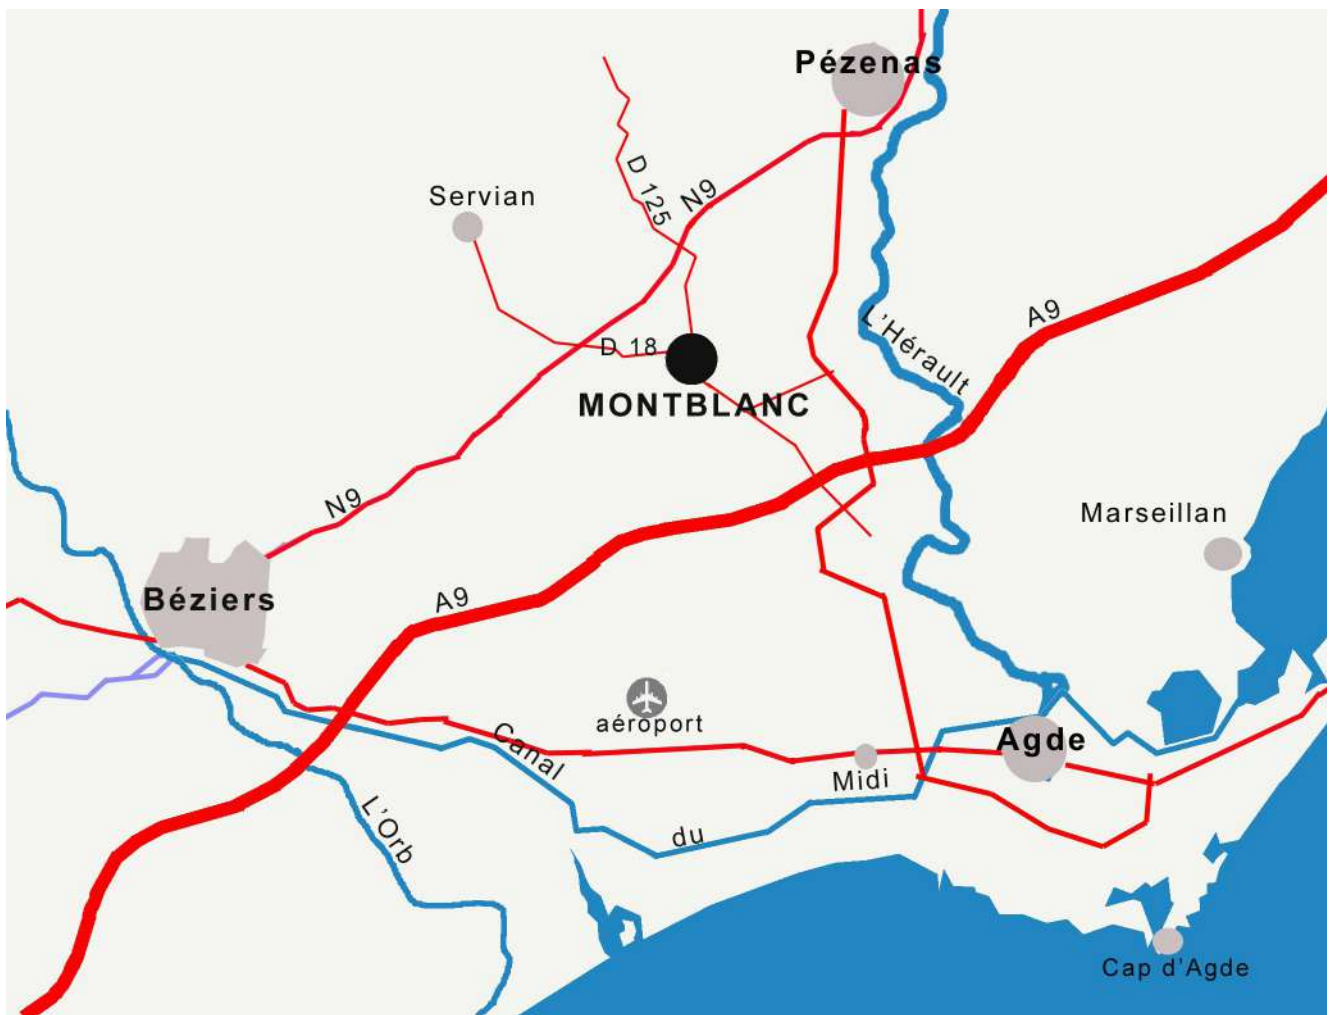 Pézenas
D 125
N9
Servian
A9
L'Hérault
D 18
MONTBLANC
N9
Marseillan
Béziers
A9
aéroport
Canal
du
Midi
Agde
L'Orb
Cap d'Agde